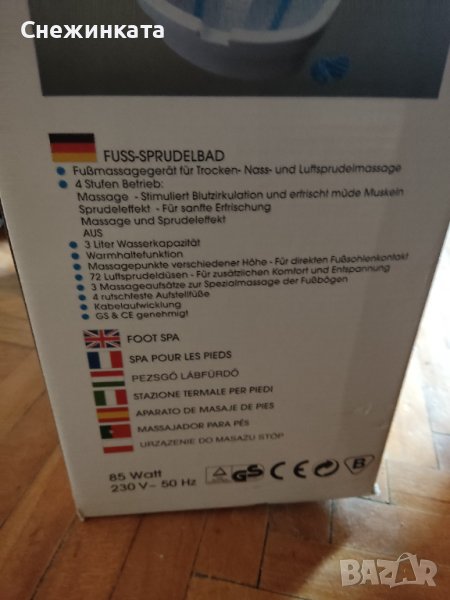 Снежинката
FUSS-SPRUDELBAD
Fußmassagegerät für Trocken- Nass- und Luftsprudelmassage
4 Stufen Betrieb:
Massage - Stimuliert Blutzirkulation und erfrischt müde Muskeln
Sprudeleffekt - Für sanfte Erfrischung
Massage und Sprudeleffekt
AUS
3 Liter Wasserkapazität
Warmhaltefunktion
Massagepunkte verschiedener Höhe - Für direkten Fußsohlenkontakt
72 Luftsprudeldüsen - Für zusätzlichen Komfort und Entspannung
3 Massageaufsätze zur Spezialmassage der Fußbögen
4 rutschfeste Aufstellfüße
Kabelaufwicklung
GS & CE genehmigt
FOOT SPA
SPA POUR LES PIEDS
PEZSGŐ LÁBFÜRDŐ
STAZIONE TERMALE PER PIEDI
APARATO DE MASAJE DE PIES
MASSAJADOR PARA PÉS
URZĄZENIE DO MASAZU STÓP
85 Watt
230 V~ 50 Hz
GS CE B
BAZAR